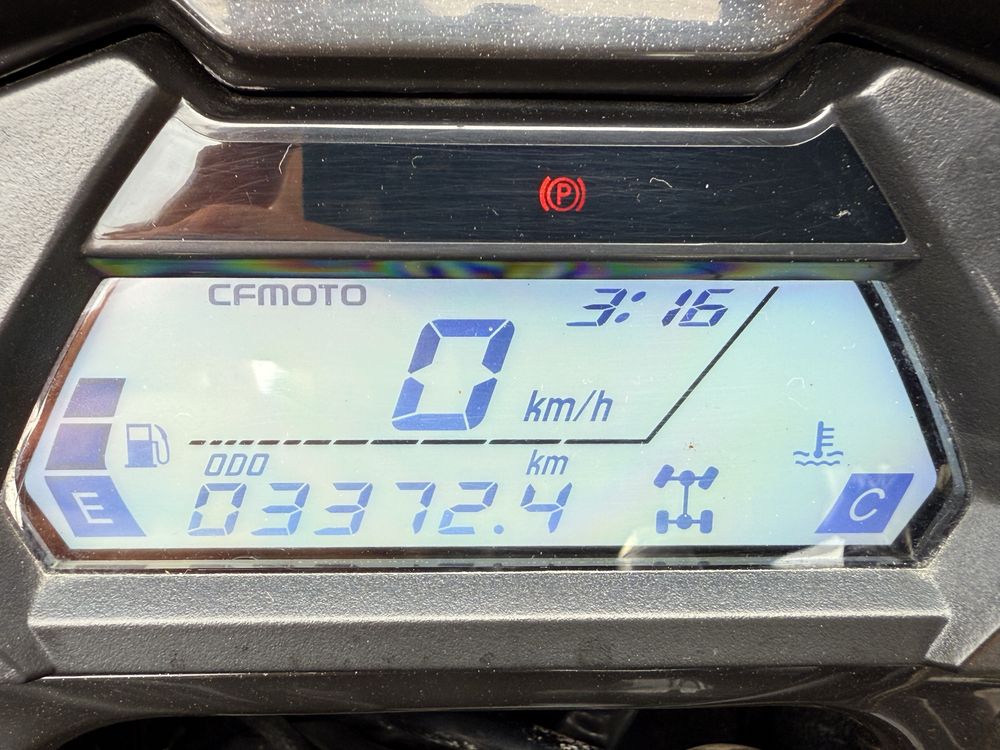 P
CFMOTO
3:16
0 km/h
ODO km
03372.4
E
C